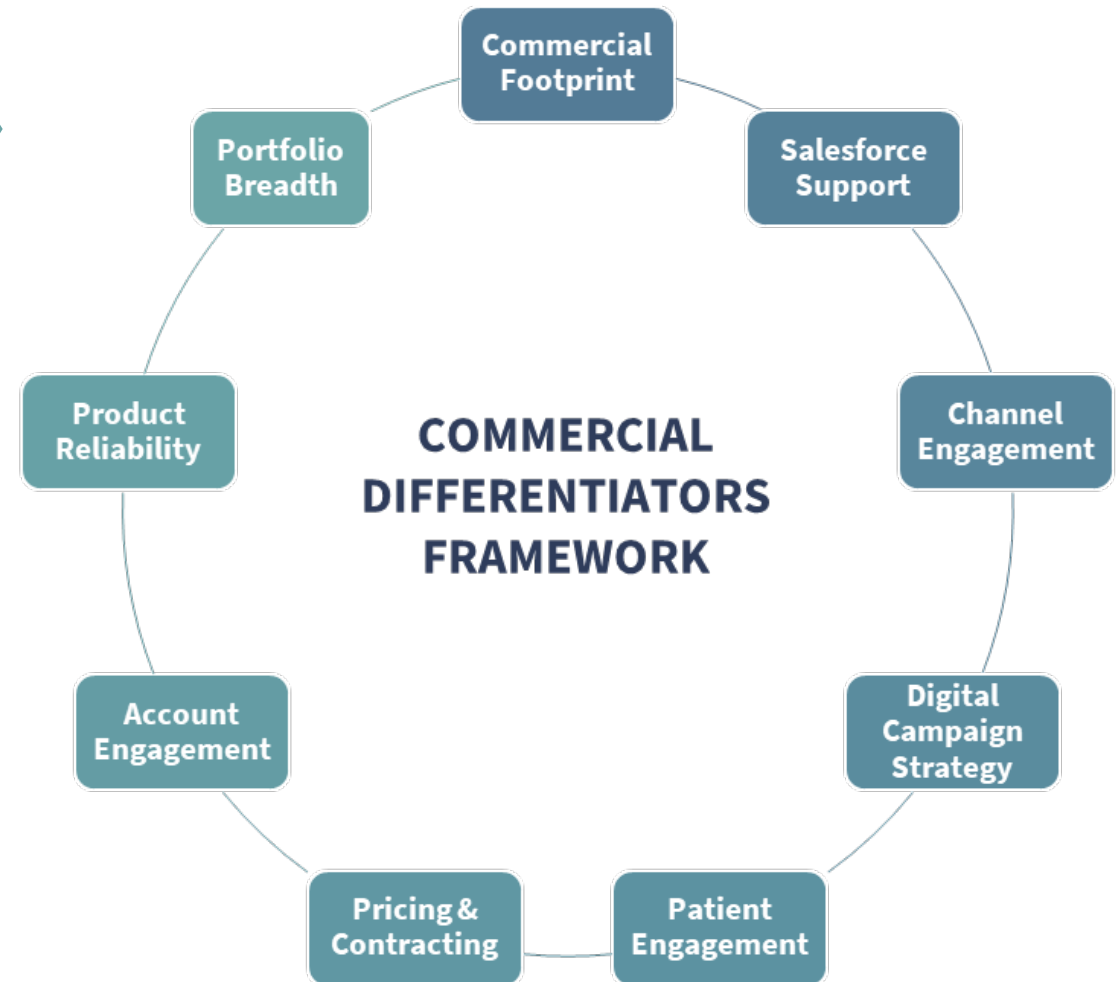 Commercial
Footprint
Salesforce
Support
Channel
Engagement
Digital
Campaign
Strategy
Patient
Engagement
Pricing &
Contracting
Account
Engagement
Product
Reliability
Portfolio
Breadth
COMMERCIAL
DIFFERENTIATORS
FRAMEWORK